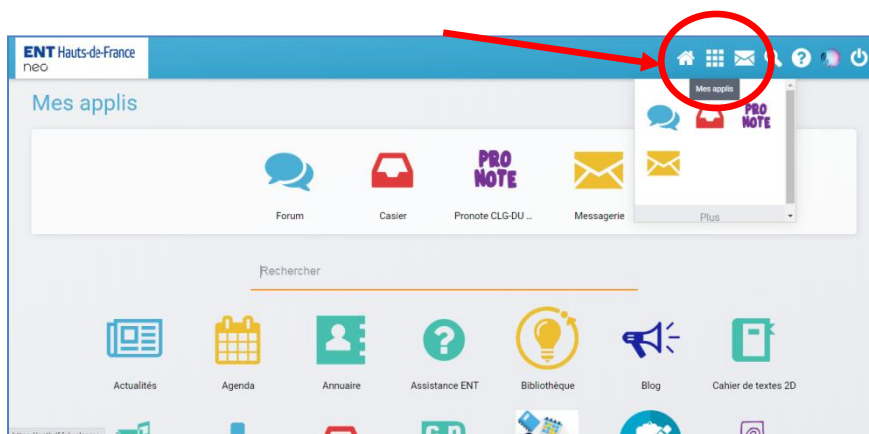 ENT Hauts-de-France
neo
Mes applis
Mes applis
PRO
NOTE
PRO
NOTE
Forum Casier Pronote CLG-DU ... Messagerie Plus
Rechercher
Actualités Agenda Annuaire Assistance ENT Bibliothèque Blog Cahier de textes 2D